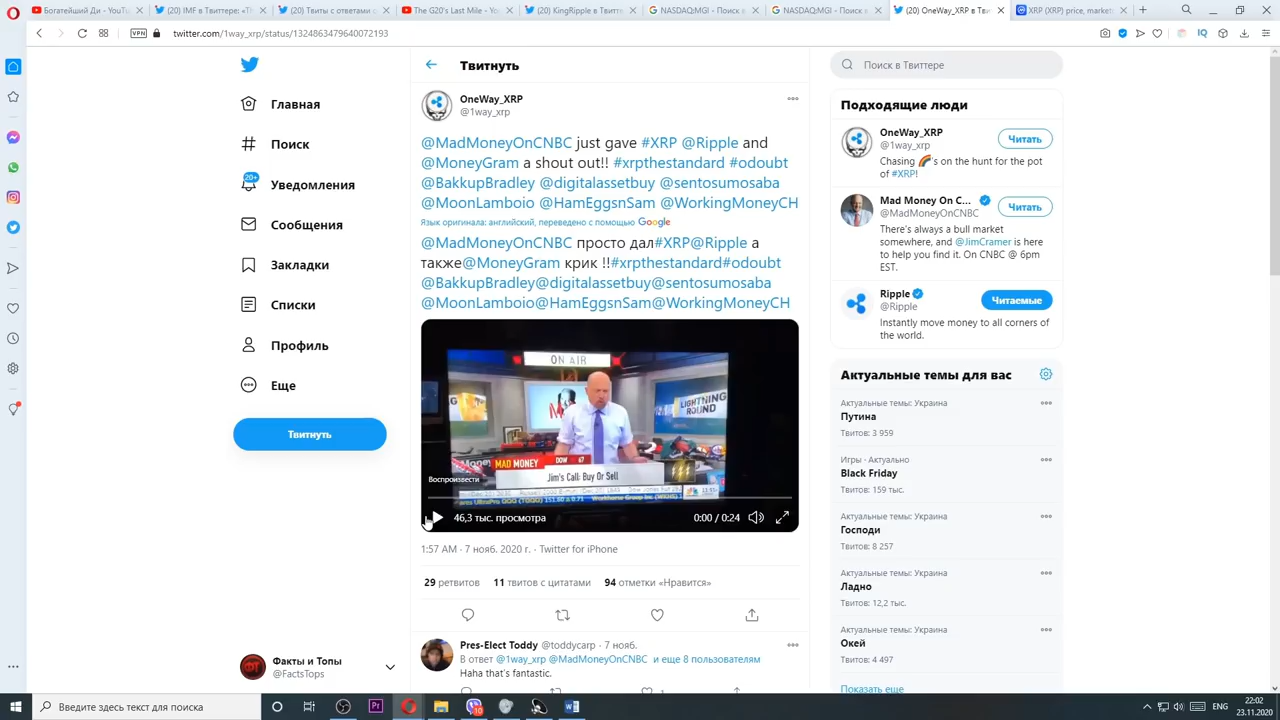 Богатейший Ди - YouTu
(20) IMF в Твиттере: «Th
(20) Твиты с ответами о
The G20's Last Mile - Yo
(20) KingRipple в Твитте
NASDAQ:MGI - Поиск в
NASDAQ:MGI - Поиск в
(20) OneWay_XRP в Тви
XRP (XRP) price, marketc
VPN
twitter.com/1way_xrp/status/1324863479640072193
Главная
Поиск
20+
Уведомления
Сообщения
Закладки
Списки
Профиль
Еще
Твитнуть
Факты и Топы
@FactsTops
Твитнуть
OneWay_XRP
@1way_xrp
@MadMoneyOnCNBC just gave #XRP @Ripple and
@MoneyGram a shout out!! #xrpthestandard #odoubt
@BakkupBradley @digitalassetbuy @sentosumosaba
@MoonLamboio @HamEggsnSam @WorkingMoneyCH
Язык оригинала: английский, переведено с помощью Google
@MadMoneyOnCNBC просто дал#XRP@Ripple а
также@MoneyGram крик !!#xrpthestandard#odoubt
@BakkupBradley@digitalassetbuy@sentosumosaba
@MoonLamboio@HamEggsnSam@WorkingMoneyCH
ON AIR
LIGHTNING
ROUND
MAD MONEY
DOW 67
Jim's Call: Buy Or Sell
Воспроизвести
46,3 тыс. просмотра
0:00 / 0:24
1:57 AM · 7 нояб. 2020 г. · Twitter for iPhone
29 ретвитов 11 твитов с цитатами 94 отметки «Нравится»
Pres-Elect Toddy @toddycarp · 7 нояб.
В ответ @1way_xrp @MadMoneyOnCNBC и еще 8 пользователям
Haha that's fantastic.
1
Поиск в Твиттере
Подходящие люди
OneWay_XRP
@1way_xrp
Читать
Chasing 🌈's on the hunt for the pot
of #XRP!
Mad Money On C...
@MadMoneyOnCNBC
Читать
There's always a bull market
somewhere, and @JimCramer is here
to help you find it. On CNBC @ 6pm
EST.
Ripple
@Ripple
Читаемые
Instantly move money to all corners of
the world.
Актуальные темы для вас
Актуальные темы: Украина
Путина
Твитов: 3 959
Игры · Актуально
Black Friday
Твитов: 159 тыс.
Актуальные темы: Украина
Господи
Твитов: 8 257
Актуальные темы: Украина
Ладно
Твитов: 12,2 тыс.
Актуальные темы: Украина
Окей
Твитов: 4 497
Показать еще
Введите здесь текст для поиска
10
ENG
22:02
23.11.2020